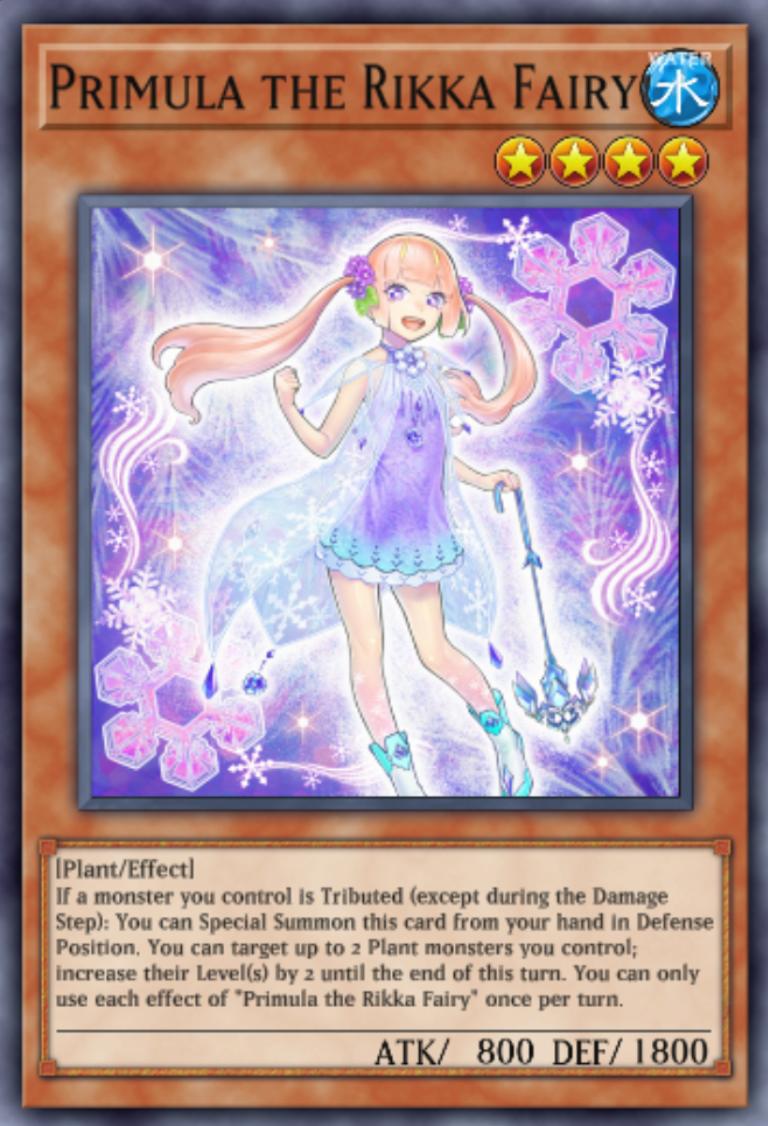 PRIMULA THE RIKKA FAIRY
WATER
水
[Plant/Effect]
If a monster you control is Tributed (except during the Damage
Step): You can Special Summon this card from your hand in Defense
Position. You can target up to 2 Plant monsters you control;
increase their Level(s) by 2 until the end of this turn. You can only
use each effect of "Primula the Rikka Fairy" once per turn.
ATK/ 800 DEF/ 1800